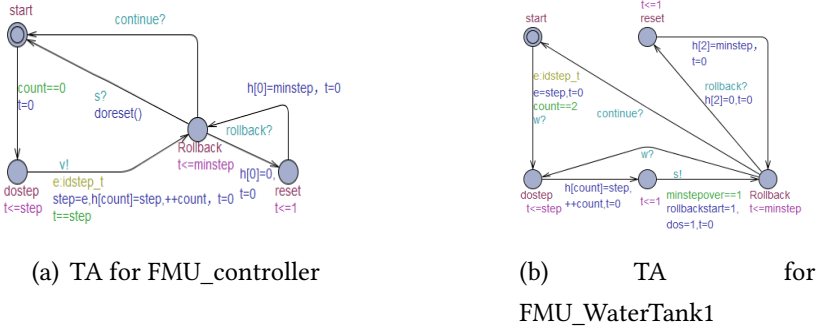 start
continue?
count==0
t=0
s?
doreset()
h[0]=minstep, t=0
rollback?
Rollback
t<=minstep
v!
e:idstep_t
step=e,h[count]=step,++count, t=0
t==step
dostep
t<=step
h[0]=0,
t=0
reset
t<=1
(a) TA for FMU_controller
t<=1
reset
start
h[2]=minstep,
t=0
e:idstep_t
e=step,t=0
count==2
w?
continue?
rollback?
h[2]=0,t=0
w?
dostep
t<=step
h[count]=step,
++count,t=0
t<=1
s!
minstepover==1
rollbackstart=1,
dos=1,t=0
Rollback
t<=minstep
(b) TA for
FMU_WaterTank1